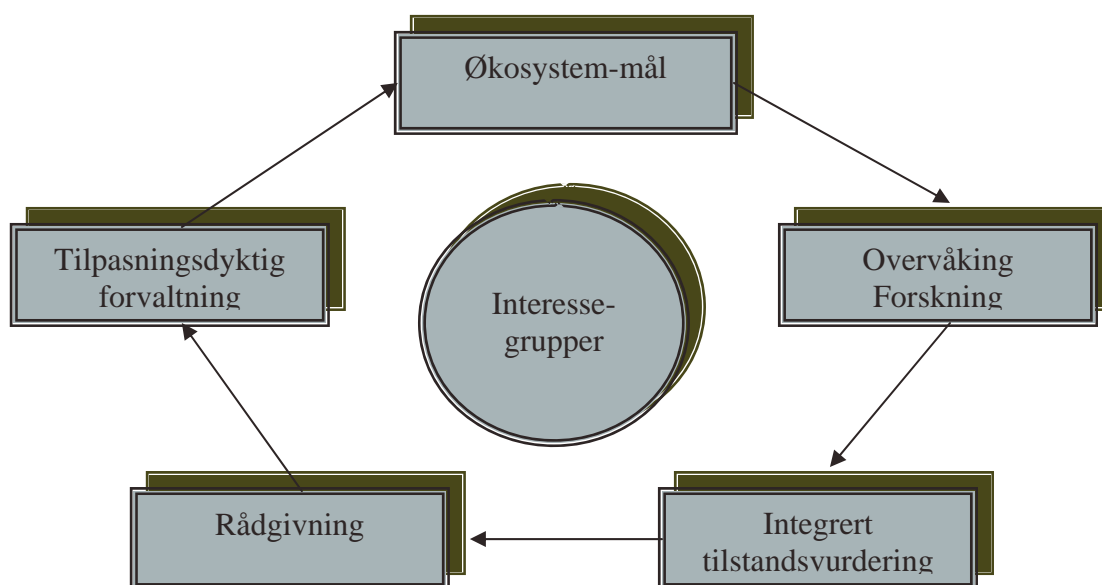 Økosystem-mål
Tilpasningsdyktig
forvaltning
Overvåking
Forskning
Interesse-
grupper
Rådgivning
Integrert
tilstandsvurdering